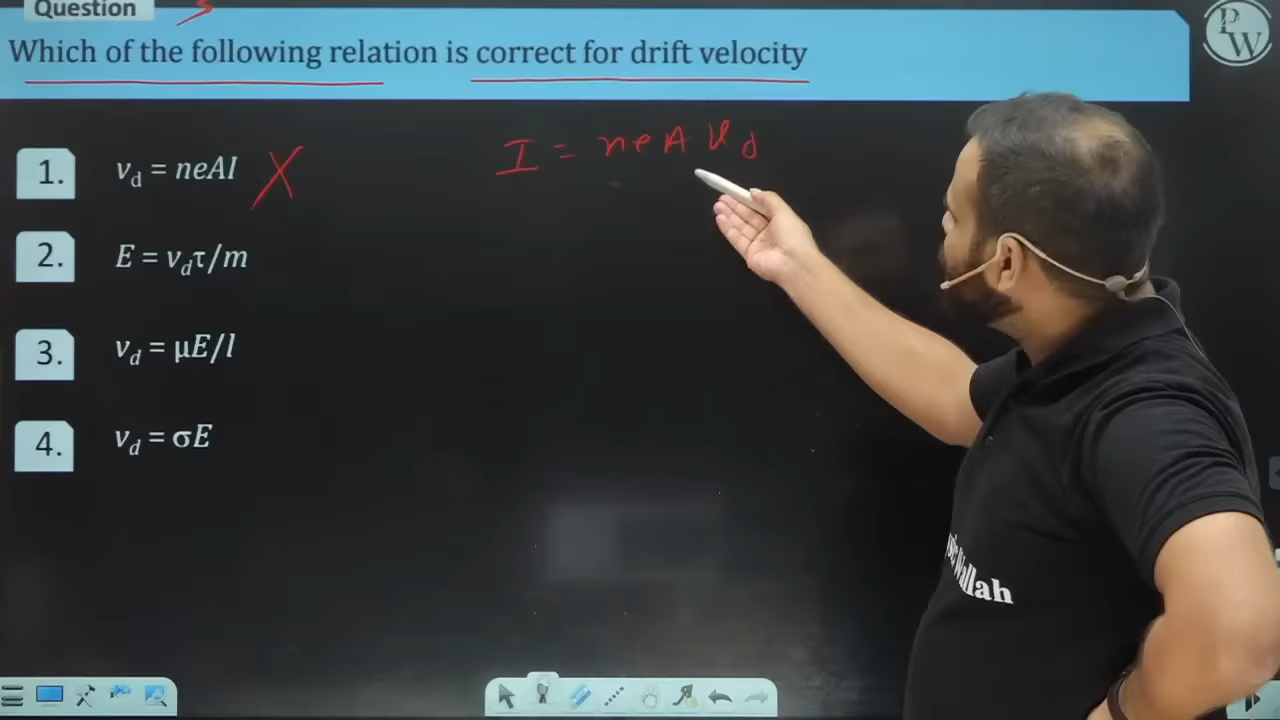 Question
Which of the following relation is correct for drift velocity
PW
1. v_d = neAI X
I = neAv_d
2. E = v_dτ/m
3. v_d = μE/l
4. v_d = σE
Wallah